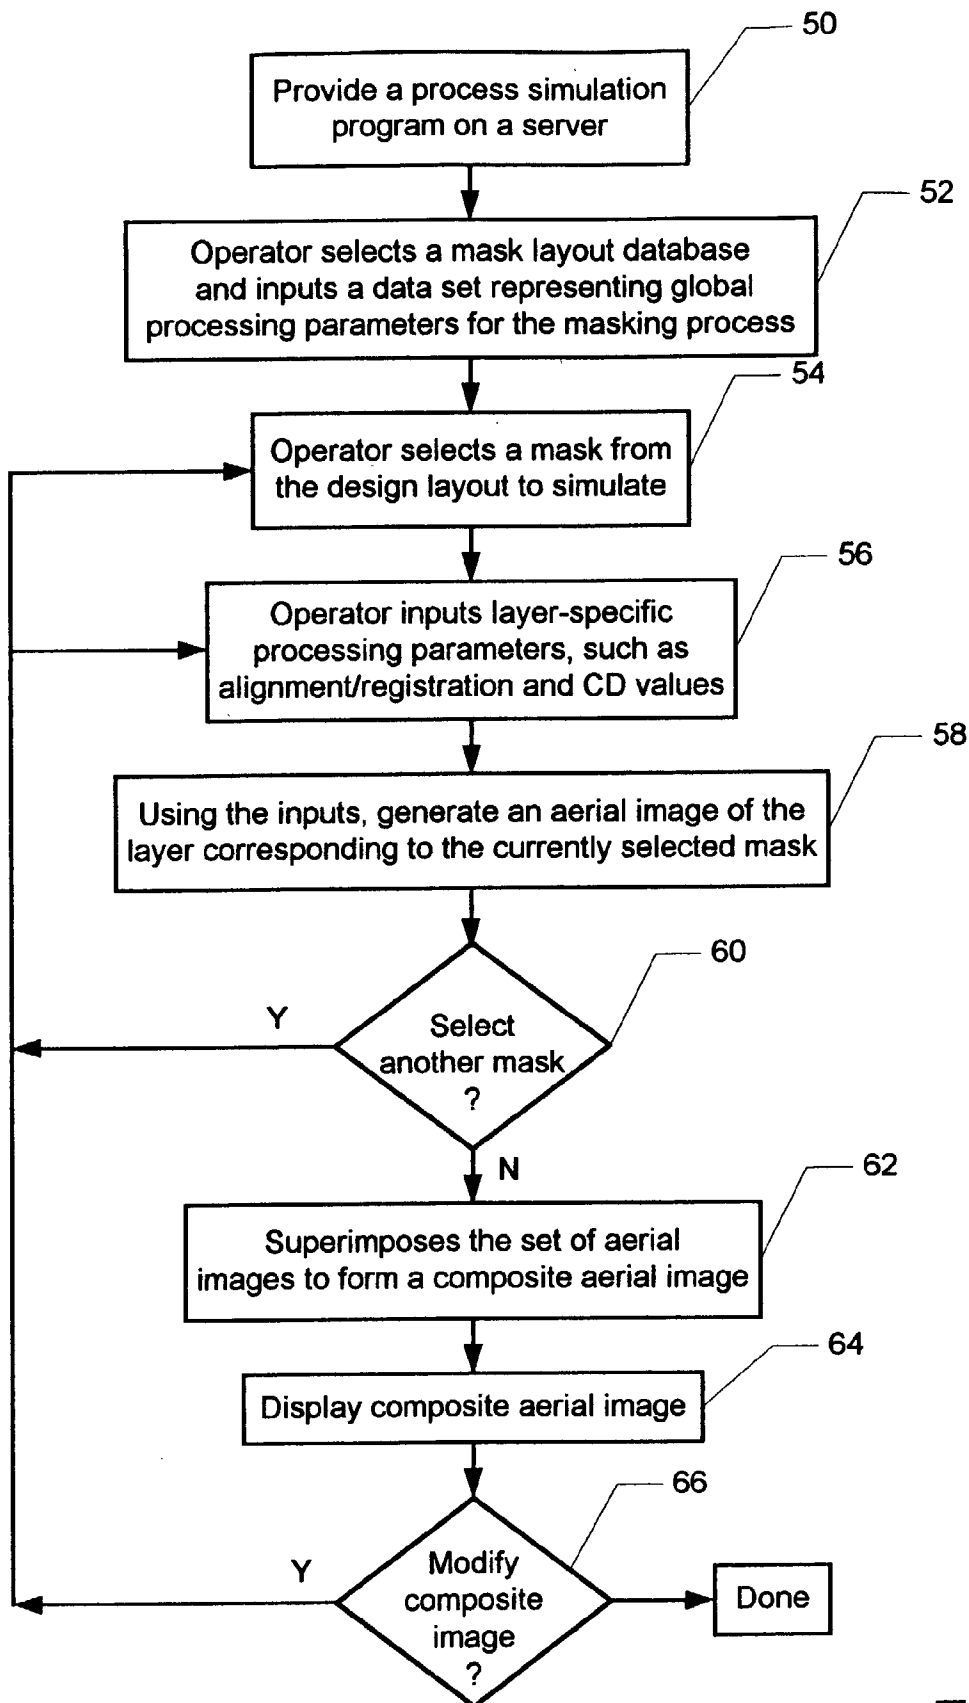 50
Provide a process simulation
program on a server
52
Operator selects a mask layout database
and inputs a data set representing global
processing parameters for the masking process
54
Operator selects a mask from
the design layout to simulate
56
Operator inputs layer-specific
processing parameters, such as
alignment/registration and CD values
58
Using the inputs, generate an aerial image of the
layer corresponding to the currently selected mask
60
Y
Select
another mask
?
N
62
Superimposes the set of aerial
images to form a composite aerial image
64
Display composite aerial image
66
Y
Modify
composite
image
?
Done